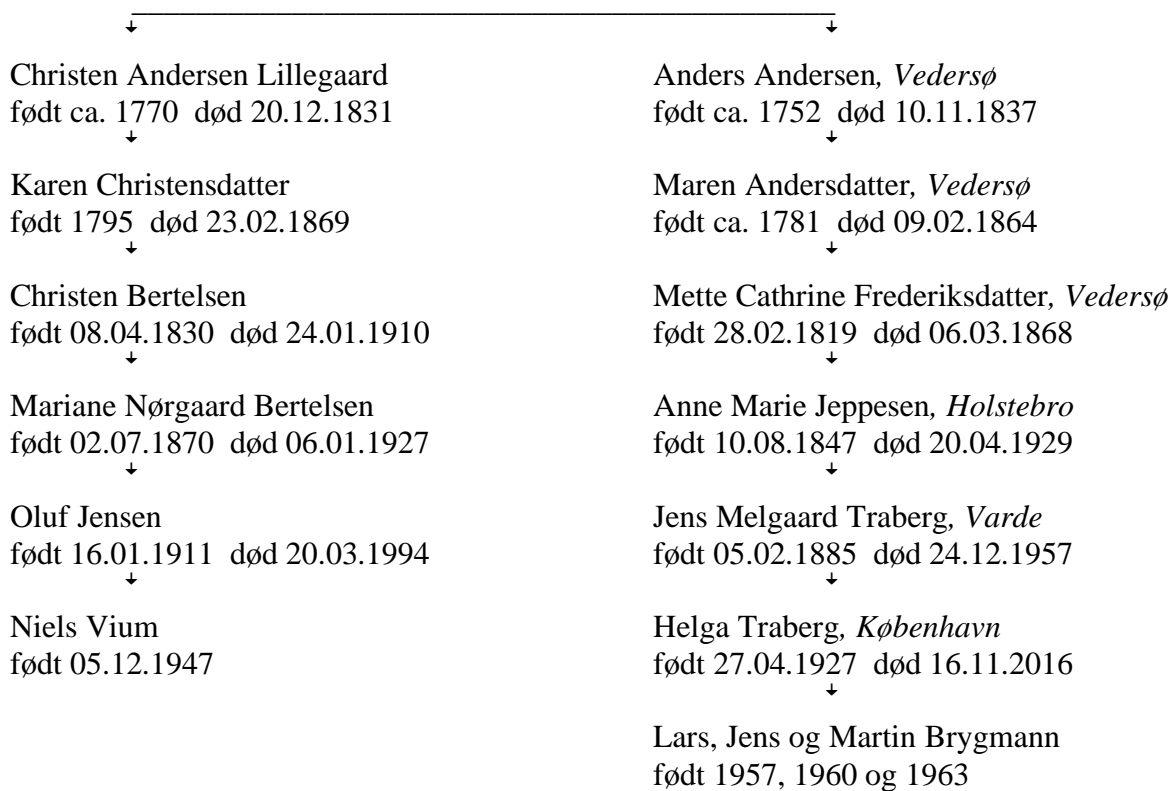 Christen Andersen Lillegaard
født ca. 1770 død 20.12.1831
Karen Christensdatter
født 1795 død 23.02.1869
Christen Bertelsen
født 08.04.1830 død 24.01.1910
Mariane Nørgaard Bertelsen
født 02.07.1870 død 06.01.1927
Oluf Jensen
født 16.01.1911 død 20.03.1994
Niels Vium
født 05.12.1947
Anders Andersen, Vedersø
født ca. 1752 død 10.11.1837
Maren Andersdatter, Vedersø
født ca. 1781 død 09.02.1864
Mette Cathrine Frederiksdatter, Vedersø
født 28.02.1819 død 06.03.1868
Anne Marie Jeppesen, Holstebro
født 10.08.1847 død 20.04.1929
Jens Melgaard Traberg, Varde
født 05.02.1885 død 24.12.1957
Helga Traberg, København
født 27.04.1927 død 16.11.2016
Lars, Jens og Martin Brygmann
født 1957, 1960 og 1963